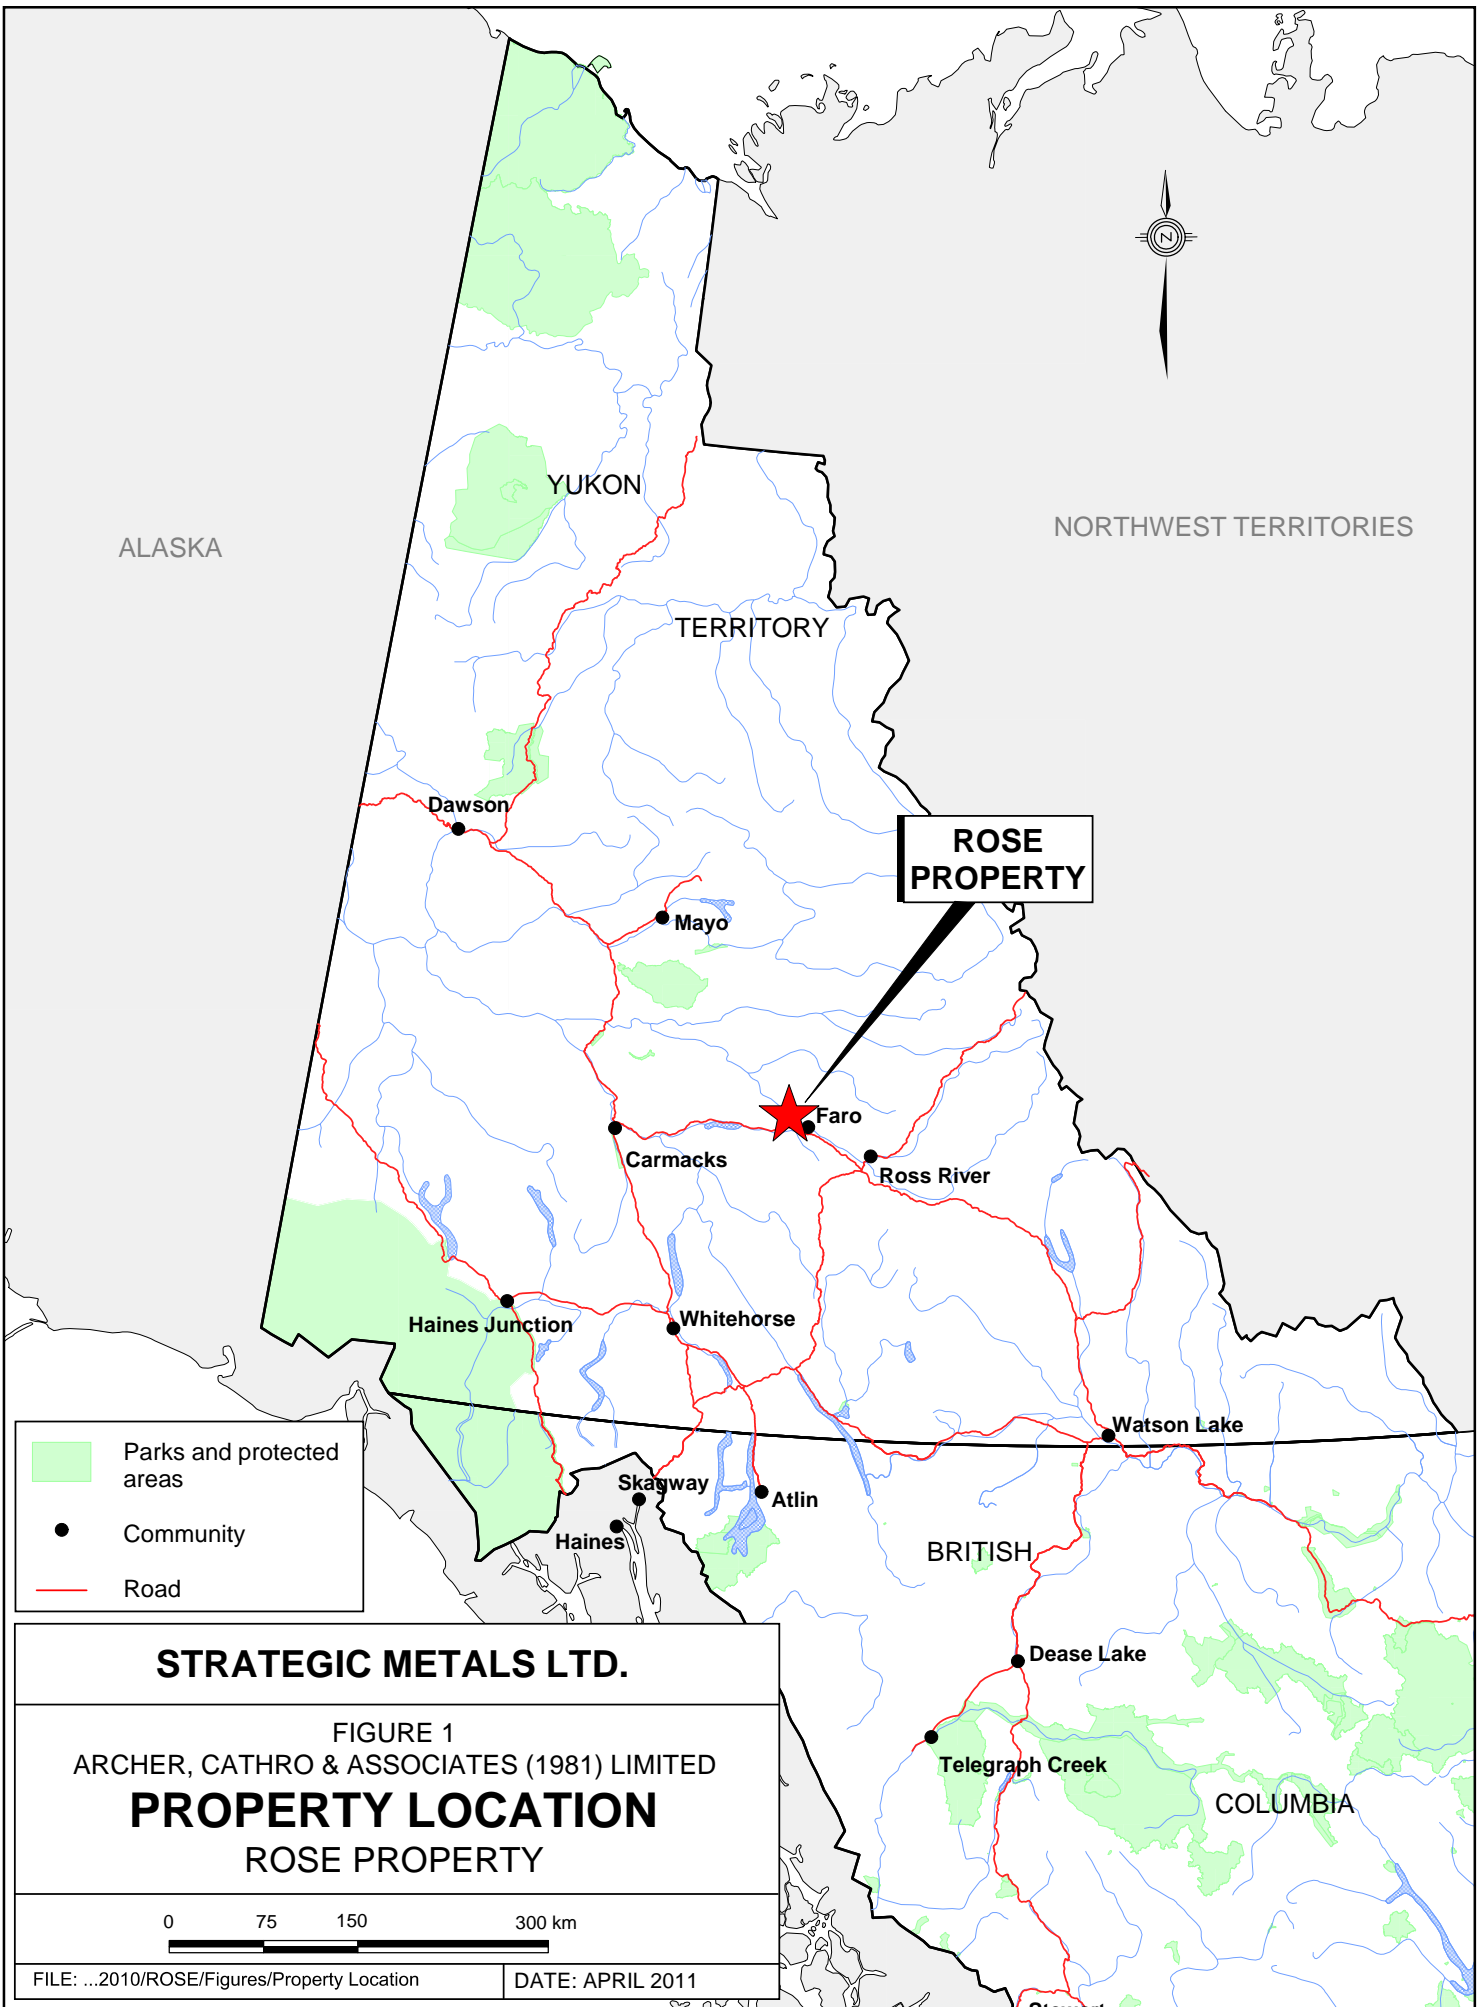 YUKON
ALASKA
NORTHWEST TERRITORIES
TERRITORY
N
Dawson
ROSE
PROPERTY
Mayo
Faro
Carmacks
Ross River
Haines Junction
Whitehorse
Watson Lake
Skagway
Atlin
Haines
BRITISH
Dease Lake
Telegraph Creek
COLUMBIA
Parks and protected
areas
Community
Road
STRATEGIC METALS LTD.
FIGURE 1
ARCHER, CATHRO & ASSOCIATES (1981) LIMITED
PROPERTY LOCATION
ROSE PROPERTY
0 75 150 300 km
FILE: ...2010/ROSE/Figures/Property Location
DATE: APRIL 2011